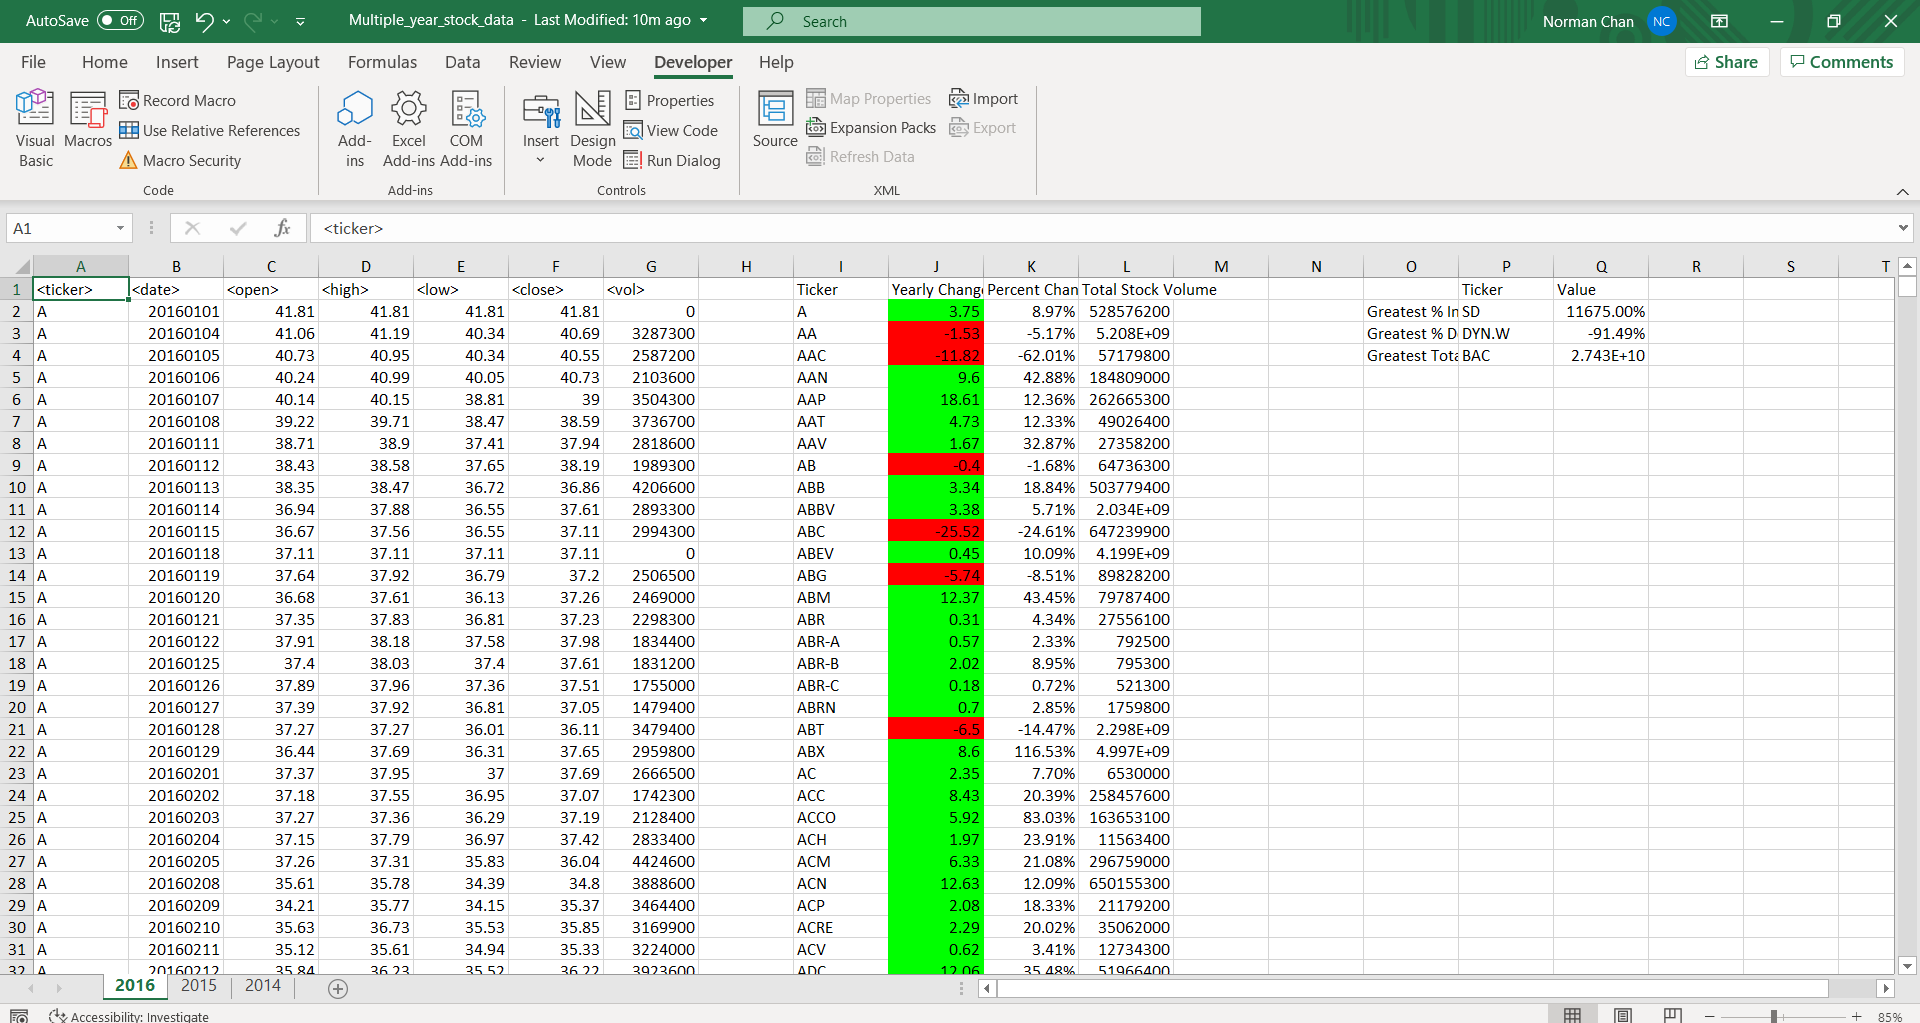 AutoSave Off Multiple_year_stock_data - Last Modified: 10m ago Search Norman Chan NC
File Home Insert Page Layout Formulas Data Review View Developer Help Share Comments
Visual Basic
Macros
Record Macro
Use Relative References
Macro Security
Code
Add-ins
Excel Add-ins
COM Add-ins
Add-ins
Insert
Design Mode
Properties
View Code
Run Dialog
Controls
Source
Map Properties
Expansion Packs
Refresh Data
Import
Export
XML
A1 fx <ticker>
A B C D E F G H I J K L M N O P Q R S T
1 <ticker> <date> <open> <high> <low> <close> <vol> Ticker Yearly Chang Percent Chan Total Stock Volume Ticker Value
2 A 20160101 41.81 41.81 41.81 41.81 0 A 3.75 8.97% 528576200 Greatest % In SD 11675.00%
3 A 20160104 41.06 41.19 40.34 40.69 3287300 AA -1.53 -5.17% 5.208E+09 Greatest % D DYN.W -91.49%
4 A 20160105 40.73 40.95 40.34 40.55 2587200 AAC -11.82 -62.01% 57179800 Greatest Tota BAC 2.743E+10
5 A 20160106 40.24 40.99 40.05 40.73 2103600 AAN 9.6 42.88% 184809000
6 A 20160107 40.14 40.15 38.81 39 3504300 AAP 18.61 12.36% 262665300
7 A 20160108 39.22 39.71 38.47 38.59 3736700 AAT 4.73 12.33% 49026400
8 A 20160111 38.71 38.9 37.41 37.94 2818600 AAV 1.67 32.87% 27358200
9 A 20160112 38.43 38.58 37.65 38.19 1989300 AB -0.4 -1.68% 64736300
10 A 20160113 38.35 38.47 36.72 36.86 4206600 ABB 3.34 18.84% 503779400
11 A 20160114 36.94 37.88 36.55 37.61 2893300 ABBV 3.38 5.71% 2.034E+09
12 A 20160115 36.67 37.56 36.55 37.11 2994300 ABC -25.52 -24.61% 647239900
13 A 20160118 37.11 37.11 37.11 37.11 0 ABEV 0.45 10.09% 4.199E+09
14 A 20160119 37.64 37.92 36.79 37.2 2506500 ABG -5.74 -8.51% 89828200
15 A 20160120 36.68 37.61 36.13 37.26 2469000 ABM 12.37 43.45% 79787400
16 A 20160121 37.35 37.83 36.81 37.23 2298300 ABR 0.31 4.34% 27556100
17 A 20160122 37.91 38.18 37.58 37.98 1834400 ABR-A 0.57 2.33% 792500
18 A 20160125 37.4 38.03 37.4 37.61 1831200 ABR-B 2.02 8.95% 795300
19 A 20160126 37.89 37.96 37.36 37.51 1755000 ABR-C 0.18 0.72% 521300
20 A 20160127 37.39 37.92 36.81 37.05 1479400 ABRN 0.7 2.85% 1759800
21 A 20160128 37.27 37.27 36.01 36.11 3479400 ABT -6.5 -14.47% 2.298E+09
22 A 20160129 36.44 37.69 36.31 37.65 2959800 ABX 8.6 116.53% 4.997E+09
23 A 20160201 37.37 37.95 37 37.69 2666500 AC 2.35 7.70% 6530000
24 A 20160202 37.18 37.55 36.95 37.07 1742300 ACC 8.43 20.39% 258457600
25 A 20160203 37.27 37.36 36.29 37.19 2128400 ACCO 5.92 83.03% 163653100
26 A 20160204 37.15 37.79 36.97 37.42 2833400 ACH 1.97 23.91% 11563400
27 A 20160205 37.26 37.31 35.83 36.04 4424600 ACM 6.33 21.08% 296759000
28 A 20160208 35.61 35.78 34.39 34.8 3888600 ACN 12.63 12.09% 650155300
29 A 20160209 34.21 35.77 34.15 35.37 3464400 ACP 2.08 18.33% 21179200
30 A 20160210 35.63 36.73 35.53 35.85 3169900 ACRE 2.29 20.02% 35062000
31 A 20160211 35.12 35.61 34.94 35.33 3224000 ACV 0.62 3.41% 12734300
32 A 20160212 35.84 36.23 35.52 36.22 3923600 ADC 12.06 35.48% 51966400
2016 2015 2014
Accessibility: Investigate 85%